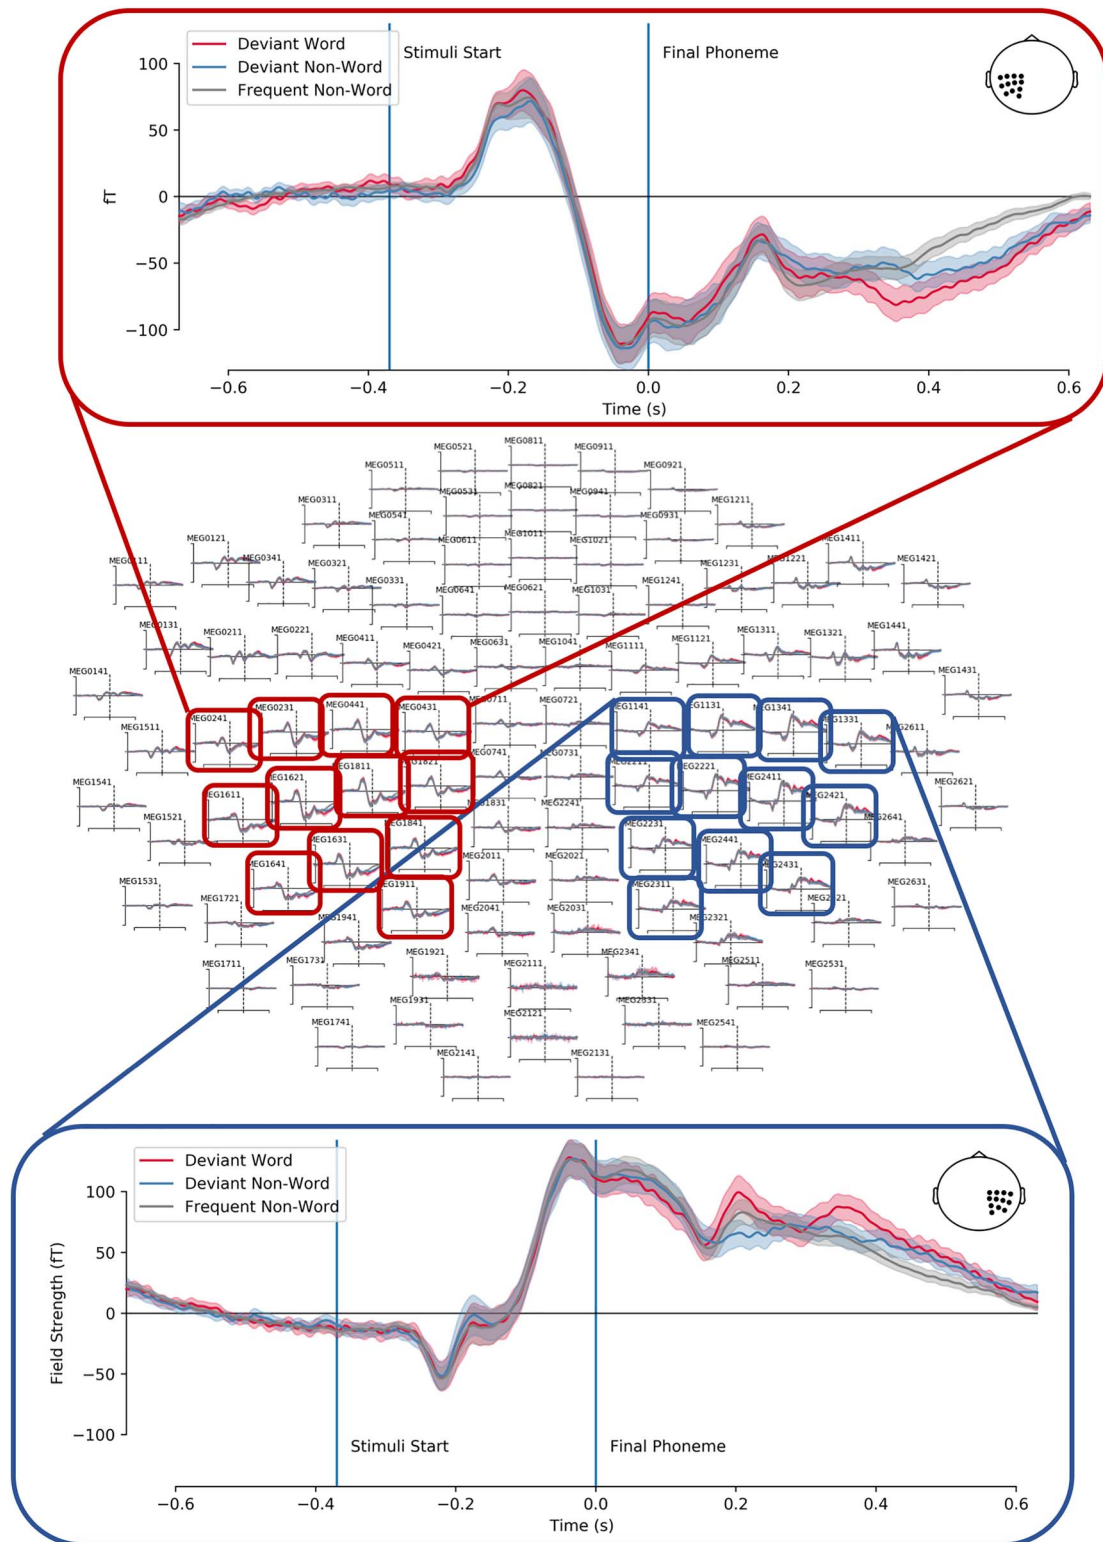 Deviant Word
Deviant Non-Word
Frequent Non-Word
Stimuli Start
Final Phoneme
100
50
0
−50
−100
fT
−0.6
−0.4
−0.2
0.0
0.2
0.4
0.6
Time (s)
MEG0811
MEG0521
MEG0911
MEG0511
MEG0921
MEG0821
MEG0531
MEG0941
MEG0311
MEG1211
MEG0541
MEG0931
MEG1011
MEG0121
MEG0611
MEG1021
MEG1411
MEG0111
MEG0341
MEG0321
MEG1231
MEG1221
MEG1421
MEG0331
MEG1241
MEG0641
MEG0621
MEG1031
MEG0131
MEG0211
MEG0221
MEG0411
MEG0421
MEG0631
MEG1041
MEG1111
MEG1121
MEG1311
MEG1321
MEG1441
MEG0141
MEG1431
MEG0241
MEG0231
MEG0441
MEG0431
MEG0721
MEG1131
MEG1341
MEG1331
MEG1511
MEG0741
MEG0731
MEG2221
MEG2411
MEG1541
MEG1621
MEG2621
MEG1611
MEG2421
MEG1521
MEG2241
MEG2231
MEG2641
MEG1631
MEG2441
MEG1641
MEG2011
MEG2021
MEG2431
MEG1531
MEG2631
MEG1721
MEG2041
MEG2031
MEG2311
MEG1941
MEG2321
MEG1921
MEG2111
MEG2341
MEG1711
MEG1731
MEG2511
MEG2531
MEG1931
MEG2121
MEG1741
MEG2541
MEG2141
MEG2131
Deviant Word
Deviant Non-Word
Frequent Non-Word
100
50
0
−50
−100
Field Strength (fT)
Stimuli Start
Final Phoneme
−0.6
−0.4
−0.2
0.0
0.2
0.4
0.6
Time (s)